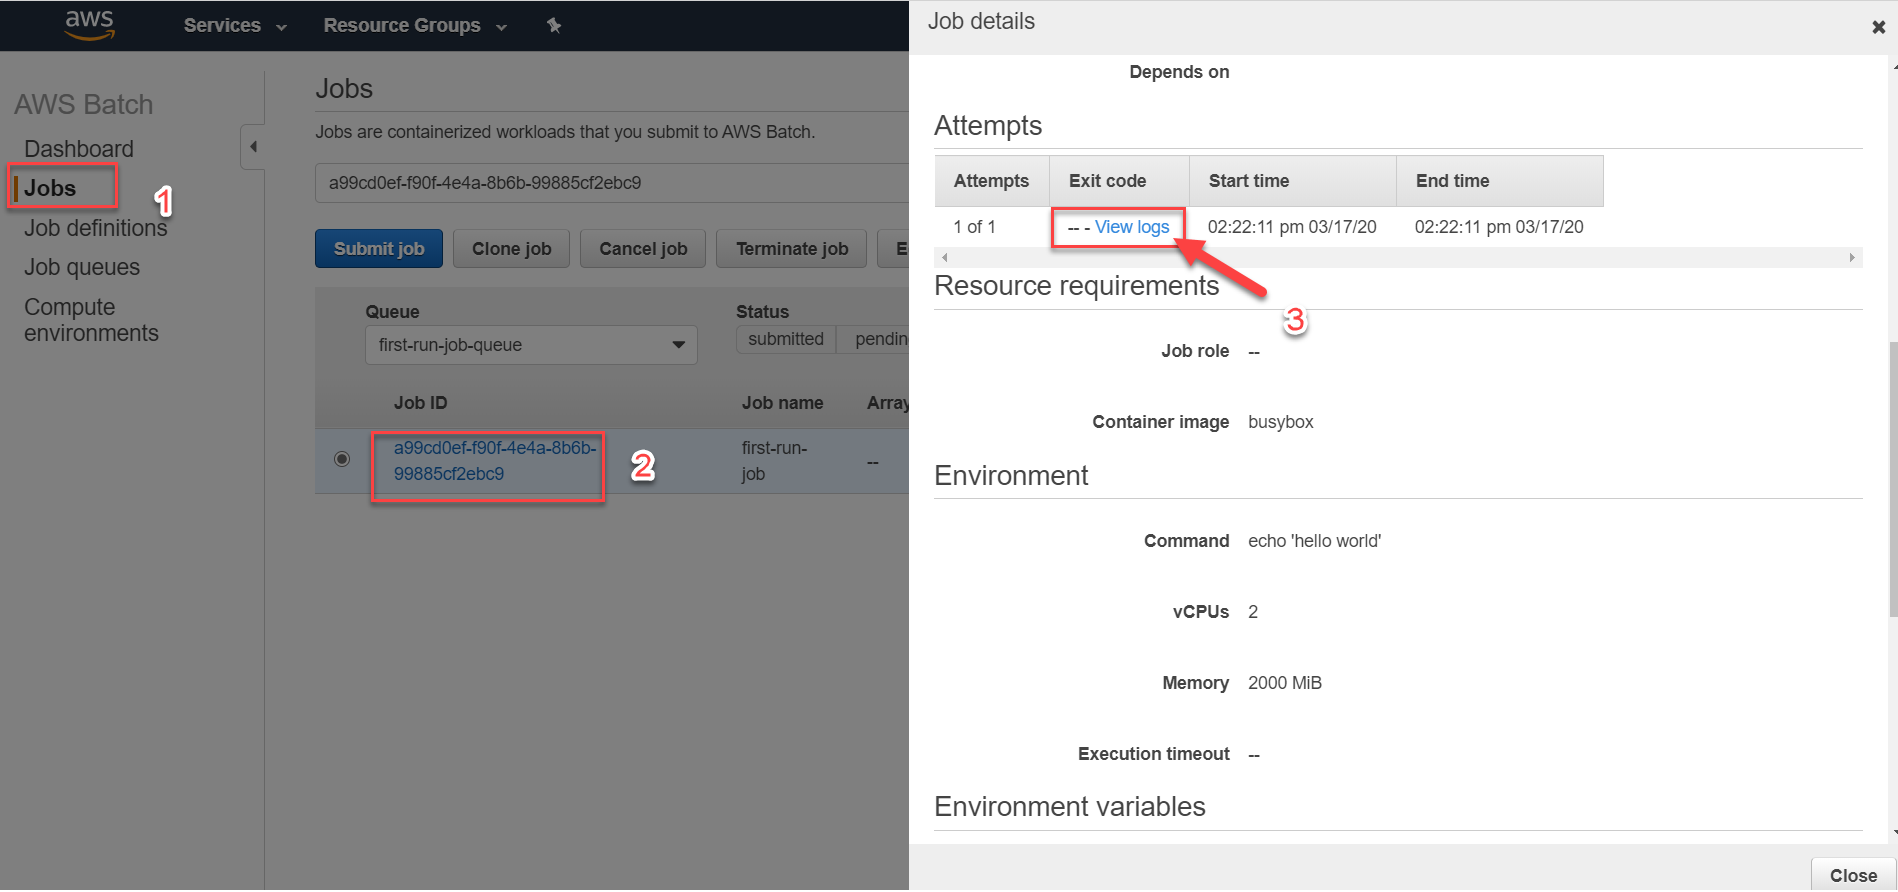 aws
Services
Resource Groups
AWS Batch
Dashboard
Jobs
1
Job definitions
Job queues
Compute
environments
Jobs
Jobs are containerized workloads that you submit to AWS Batch.
a99cd0ef-f90f-4e4a-8b6b-99885cf2ebc9
Submit job
Clone job
Cancel job
Terminate job
E
Queue
Status
first-run-job-queue
submitted
pendin
Job ID
Job name
Array
a99cd0ef-f90f-4e4a-8b6b-
99885cf2ebc9
2
first-run-
job
--
Job details
Depends on
Attempts
Attempts
Exit code
Start time
End time
1 of 1
-- - View logs
02:22:11 pm 03/17/20
02:22:11 pm 03/17/20
Resource requirements
3
Job role --
Container image busybox
Environment
Command echo 'hello world'
vCPUs 2
Memory 2000 MiB
Execution timeout --
Environment variables
Close